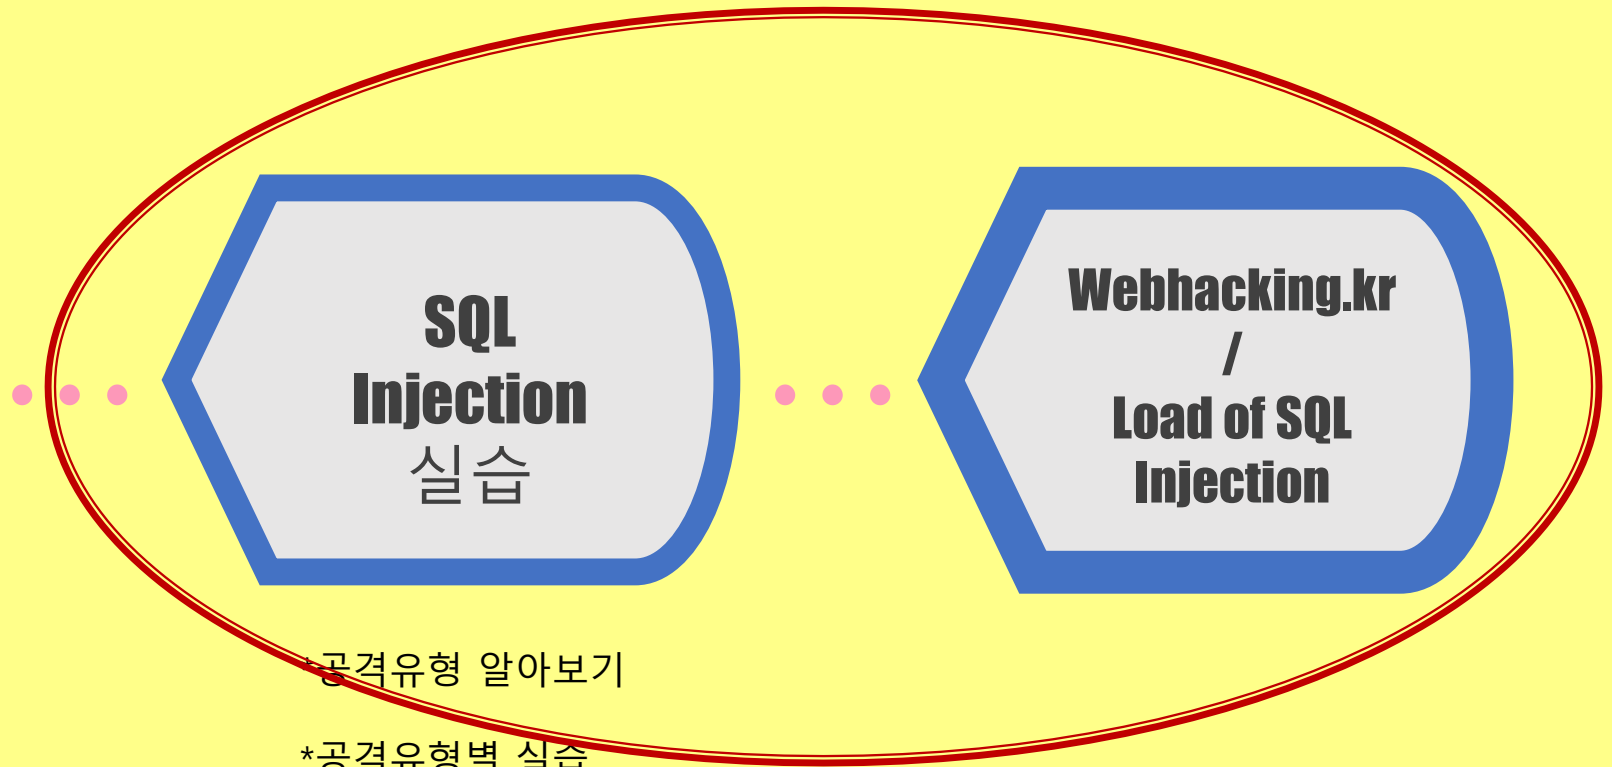 SQL
Injection
실습
Webhacking.kr
/
Load of SQL
Injection
*공격유형 알아보기
*공격유형별 실습